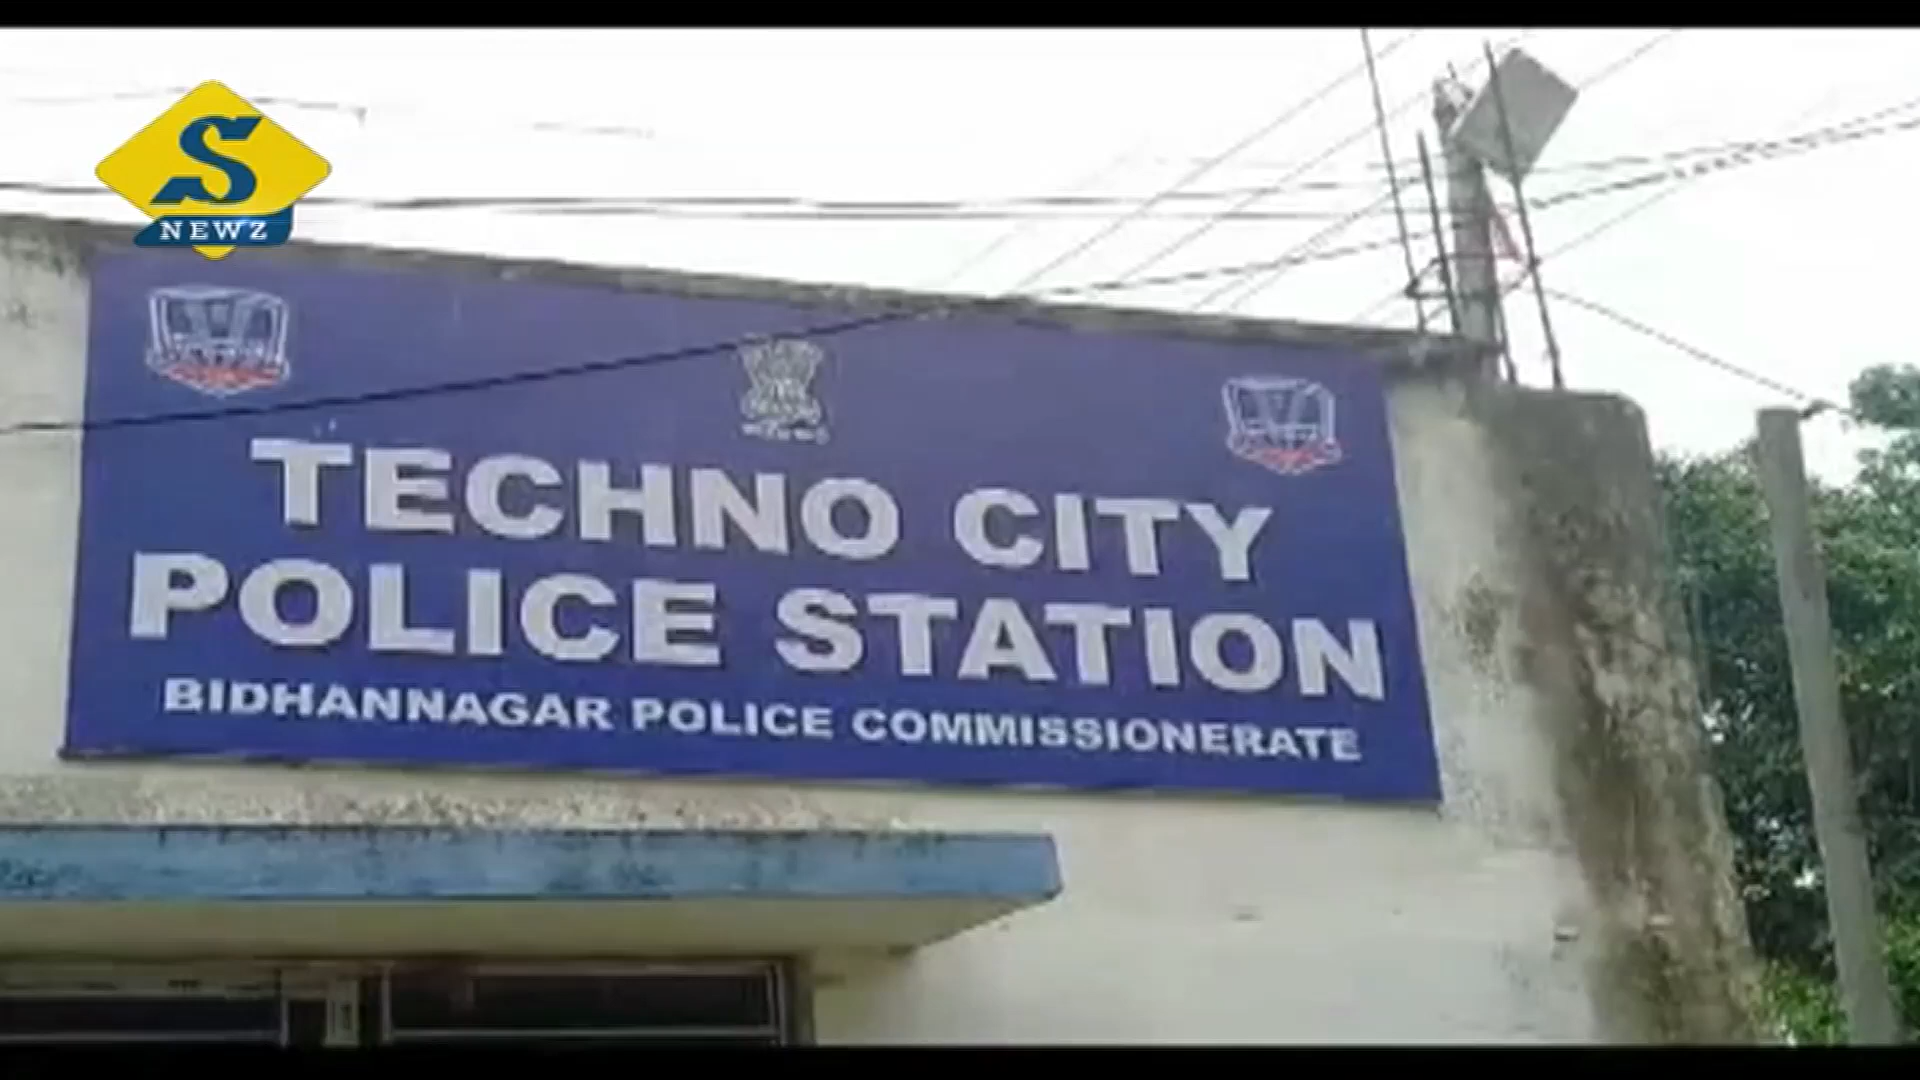 S
NEWZ
TECHNO CITY
POLICE STATION
BIDHANNAGAR POLICE COMMISSIONERATE